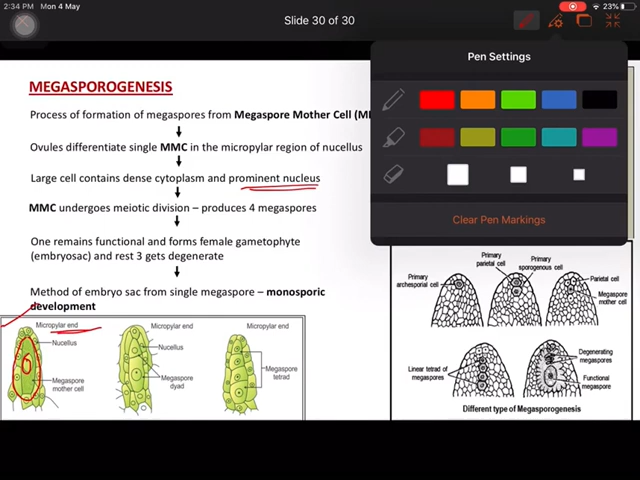 2:34 PM Mon 4 May
23%
Slide 30 of 30
Pen Settings
Clear Pen Markings
MEGASPOROGENESIS
Process of formation of megaspores from Megaspore Mother Cell
Ovules differentiate single MMC in the micropylar region of nucellus
Large cell contains dense cytoplasm and prominent nucleus
MMC undergoes meiotic division – produces 4 megaspores
One remains functional and forms female gametophyte
(embryosac) and rest 3 gets degenerate
Method of embryo sac from single megaspore – monosporic
development
Micropylar end
Nucellus
Megaspore
mother cell
Micropylar end
Nucellus
Megaspore
dyad
Micropylar end
Megaspore
tetrad
Primary
archesporial cell
Primary
parietal cell
Primary
sporogenous cell
Parietal cell
Megaspore
mother cell
Linear tetrad of
megaspores
Degenerating
megaspores
Functional
megaspore
Different type of Megasporogenesis